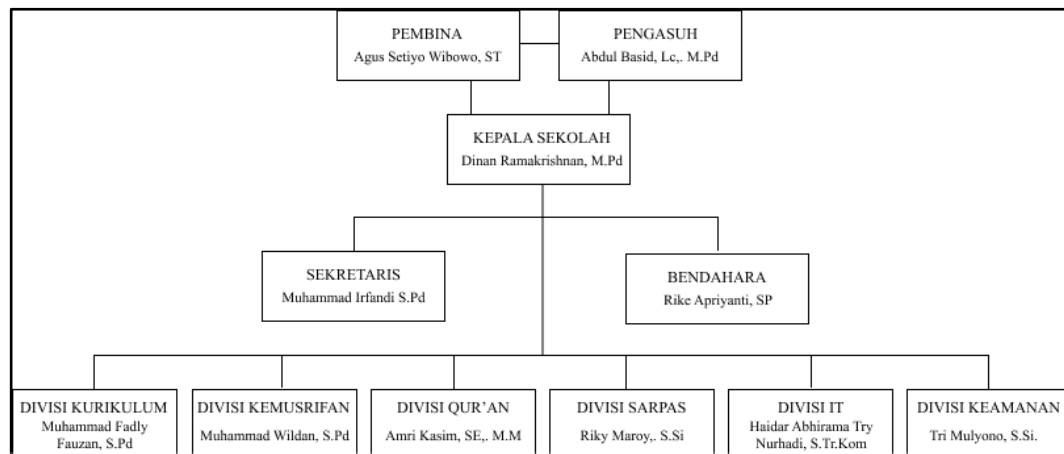 PEMBINA
Agus Setiyo Wibowo, ST
PENGASUH
Abdul Basid, Lc,. M.Pd
KEPALA SEKOLAH
Dinan Ramakrishnan, M.Pd
SEKRETARIS
Muhammad Irfandi S.Pd
BENDAHARA
Rike Apriyanti, SP
DIVISI KURIKULUM
Muhammad Fadly
Fauzan, S.Pd
DIVISI KEMUSRIFAN
Muhammad Wildan, S.Pd
DIVISI QUR’AN
Amri Kasim, SE,. M.M
DIVISI SARPAS
Riky Maroy,. S.Si
DIVISI IT
Haidar Abhirama Try
Nurhadi, S.Tr.Kom
DIVISI KEAMANAN
Tri Mulyono, S.Si.